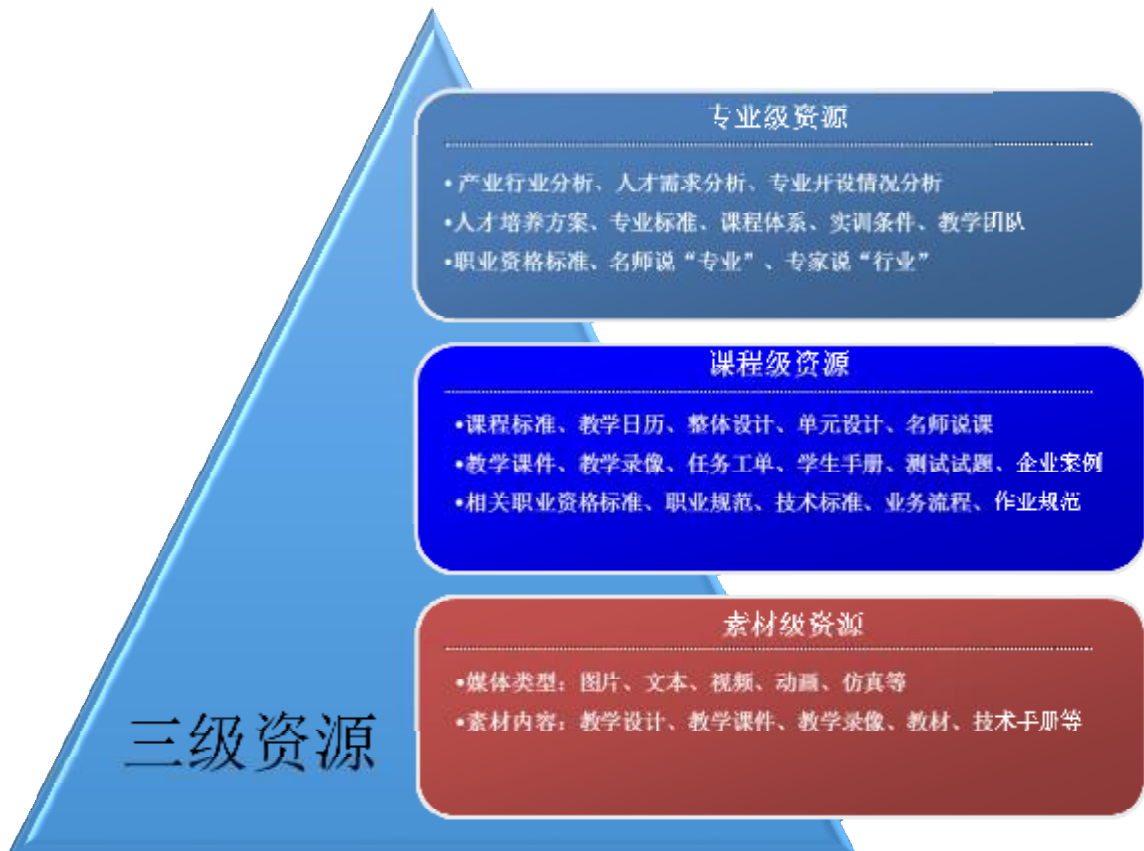 专业级资源
•产业行业分析、人才需求分析、专业开设情况分析
•人才培养方案、专业标准、课程体系、实训条件、教学团队
•职业资格标准、名师说“专业”、专家说“行业”
课程级资源
•课程标准、教学日历、整体设计、单元设计、名师说课
•教学课件、教学录像、任务工单、学生手册、测试试题、企业案例
•相关职业资格标准、职业规范、技术标准、业务流程、作业规范
素材级资源
•媒体类型：图片、文本、视频、动画、仿真等
•素材内容：教学设计、教学课件、教学录像、教材、技术手册等
三级资源